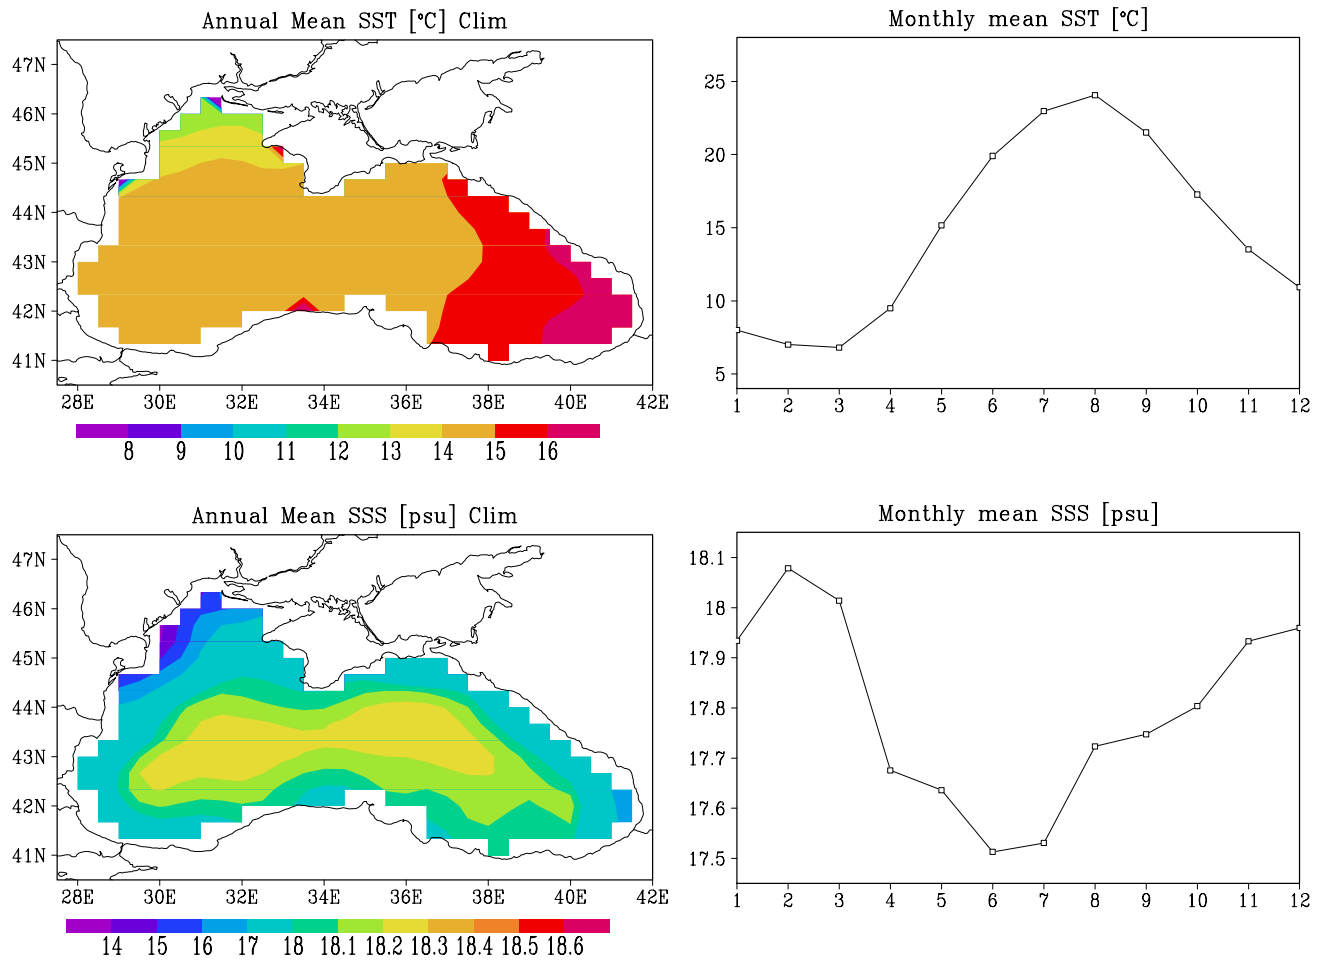 Annual Mean SST [°C] Clim
47N
46N
45N
44N
43N
42N
41N
28E 30E 32E 34E 36E 38E 40E 42E
8 9 10 11 12 13 14 15 16
Monthly mean SST [°C]
25
20
15
10
5
1 2 3 4 5 6 7 8 9 10 11 12
Annual Mean SSS [psu] Clim
47N
46N
45N
44N
43N
42N
41N
28E 30E 32E 34E 36E 38E 40E 42E
14 15 16 17 18 18.1 18.2 18.3 18.4 18.5 18.6
Monthly mean SSS [psu]
18.1
18
17.9
17.8
17.7
17.6
17.5
1 2 3 4 5 6 7 8 9 10 11 12